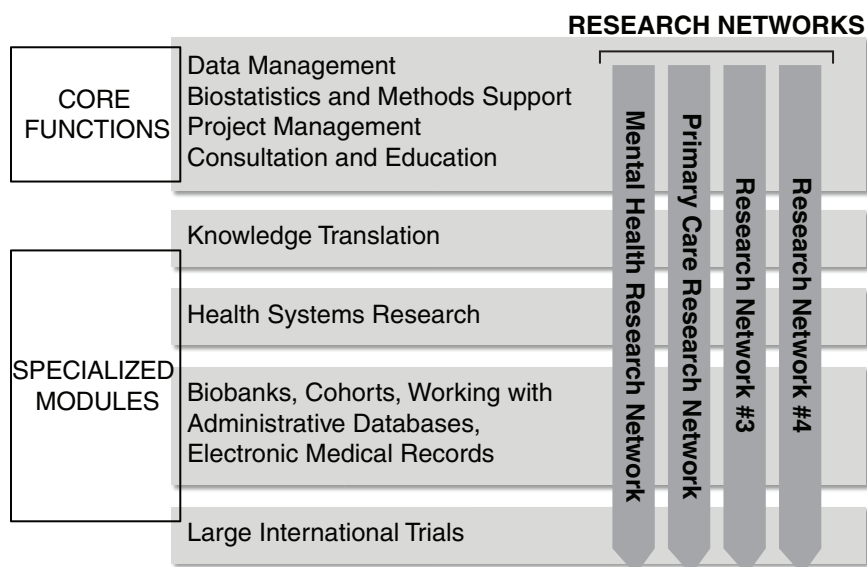 RESEARCH NETWORKS
CORE
FUNCTIONS
Data Management
Biostatistics and Methods Support
Project Management
Consultation and Education
SPECIALIZED
MODULES
Knowledge Translation
Health Systems Research
Biobanks, Cohorts, Working with
Administrative Databases,
Electronic Medical Records
Large International Trials
Mental Health Research Network
Primary Care Research Network
Research Network #3
Research Network #4